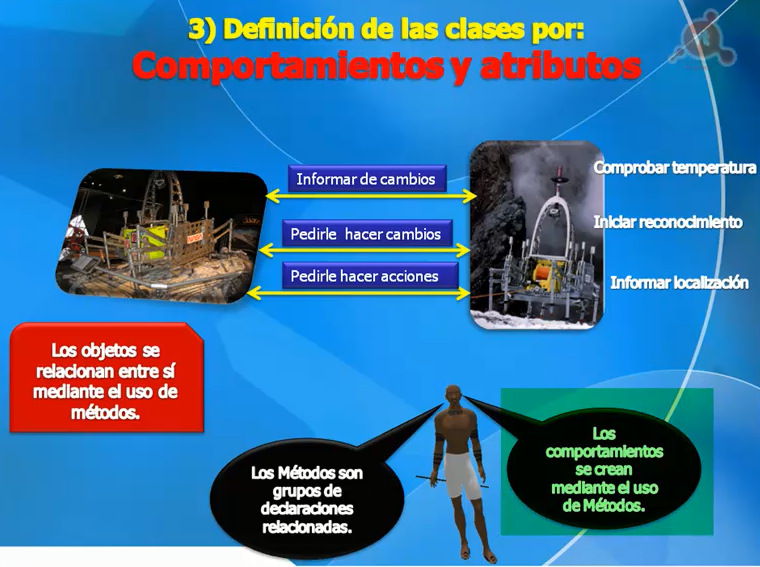 3) Definición de las clases por:
Comportamientos y atributos
Informar de cambios
Pedirle hacer cambios
Pedirle hacer acciones
Comprobar temperatura
Iniciar reconocimiento
Informar localización
Los objetos se
relacionan entre sí
mediante el uso de
métodos.
Los Métodos son
grupos de
declaraciones
relacionadas.
Los
comportamientos
se crean
mediante el uso
de Métodos.